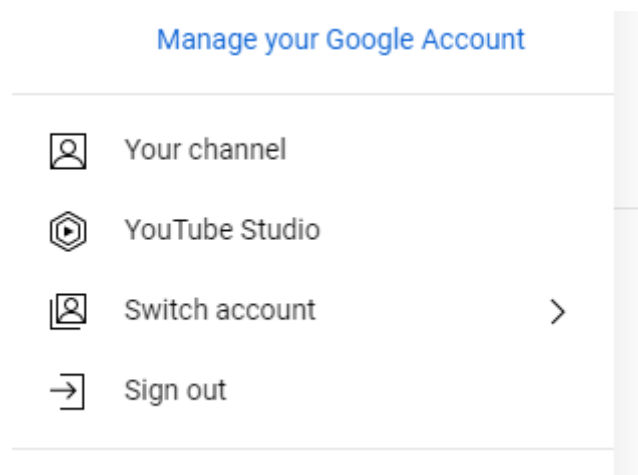 Manage your Google Account
Your channel
YouTube Studio
Switch account
Sign out